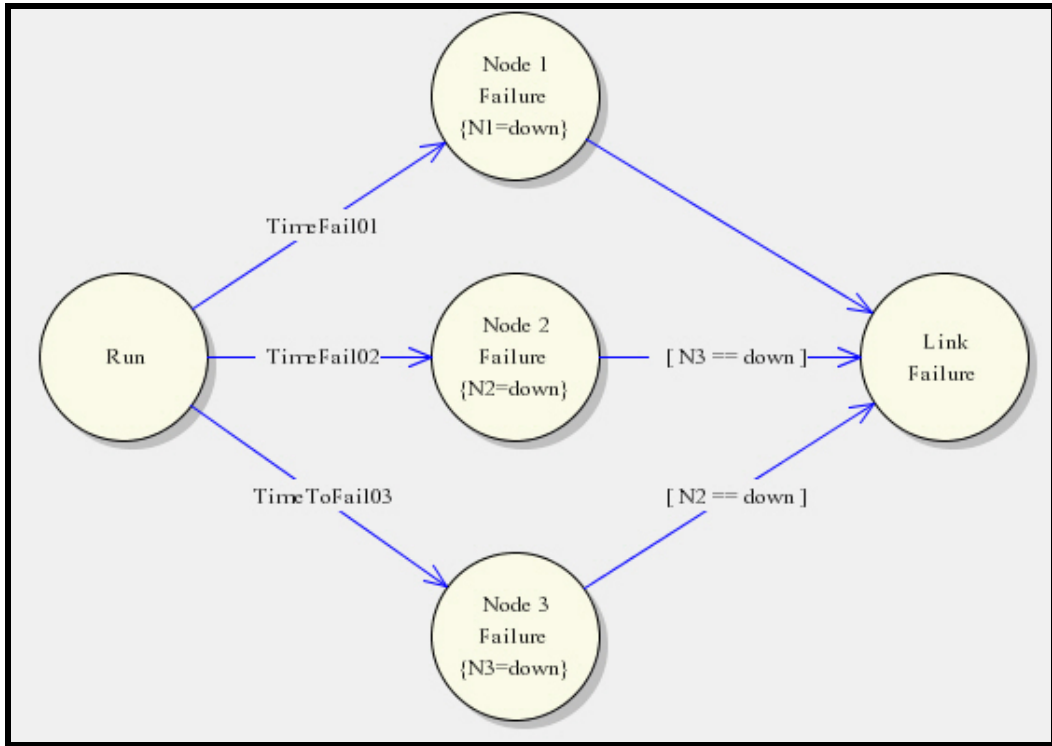 Node 1
Failure
{N1=down}
TimeFail01
Run
TimeFail02
Node 2
Failure
{N2=down}
[ N3 == down ]
Link
Failure
TimeToFail03
[ N2 == down ]
Node 3
Failure
{N3=down}